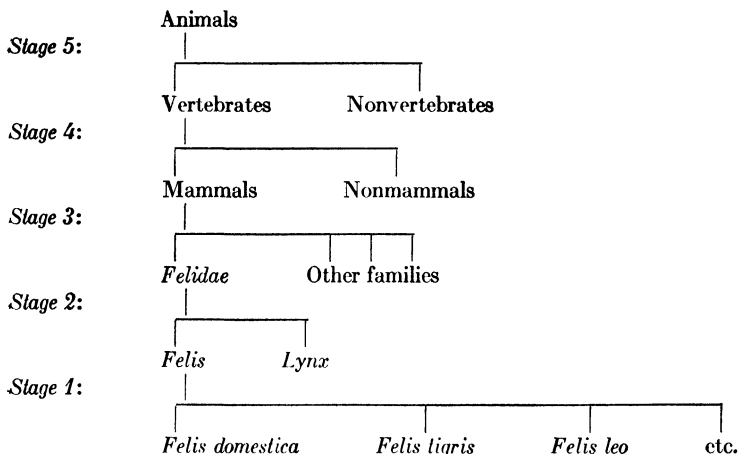 Animals
Stage 5:
Vertebrates Nonvertebrates
Stage 4:
Mammals Nonmammals
Stage 3:
Felidae Other families
Stage 2:
Felis Lynx
Stage 1:
Felis domestica Felis tigris Felis leo etc.